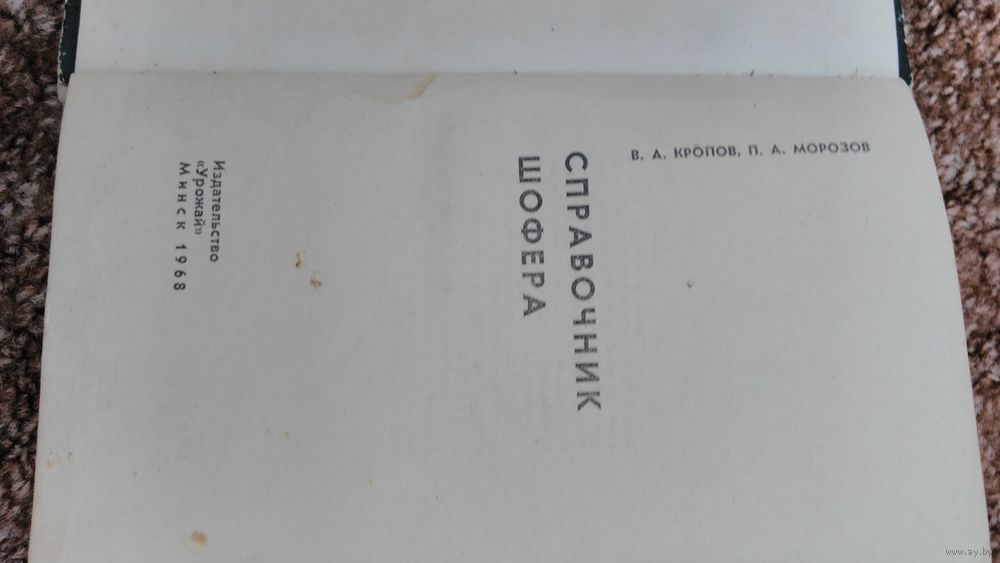 В. А. КРОПОВ, П. А. МОРОЗОВ
СПРАВОЧНИК
ШОФЕРА
Издательство
«Урожай»
Минск 1968
www.ay.by